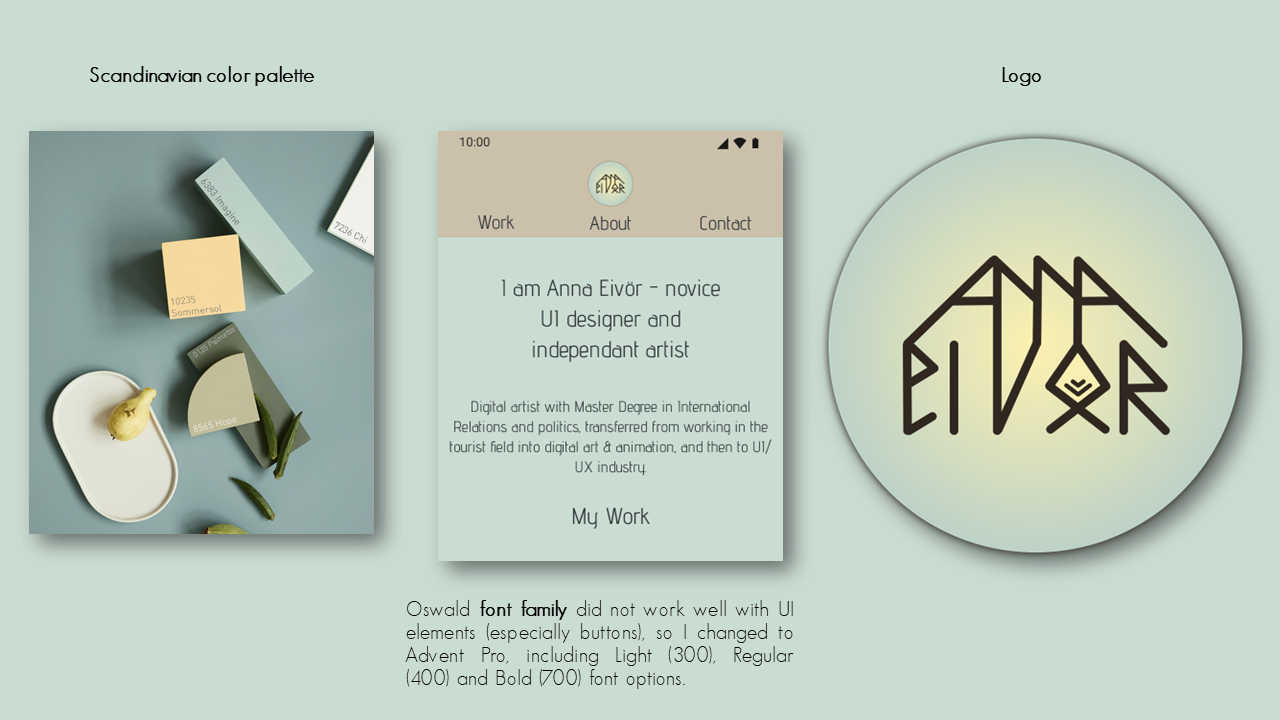 Scandinavian color palette
Logo
6383 Imagine
7236 Chi
10235
Sommersol
0125 Palmetto
8565 Hope
10:00
ANNA
EIVÖR
Work
About
Contact
I am Anna Eivör - novice
UI designer and
independant artist
Digital artist with Master Degree in International
Relations and politics, transferred from working in the
tourist field into digital art & animation, and then to UI/
UX industry.
My Work
Oswald font family did not work well with UI
elements (especially buttons), so I changed to
Advent Pro, including Light (300), Regular
(400) and Bold (700) font options.
ANNA
EIVÖR